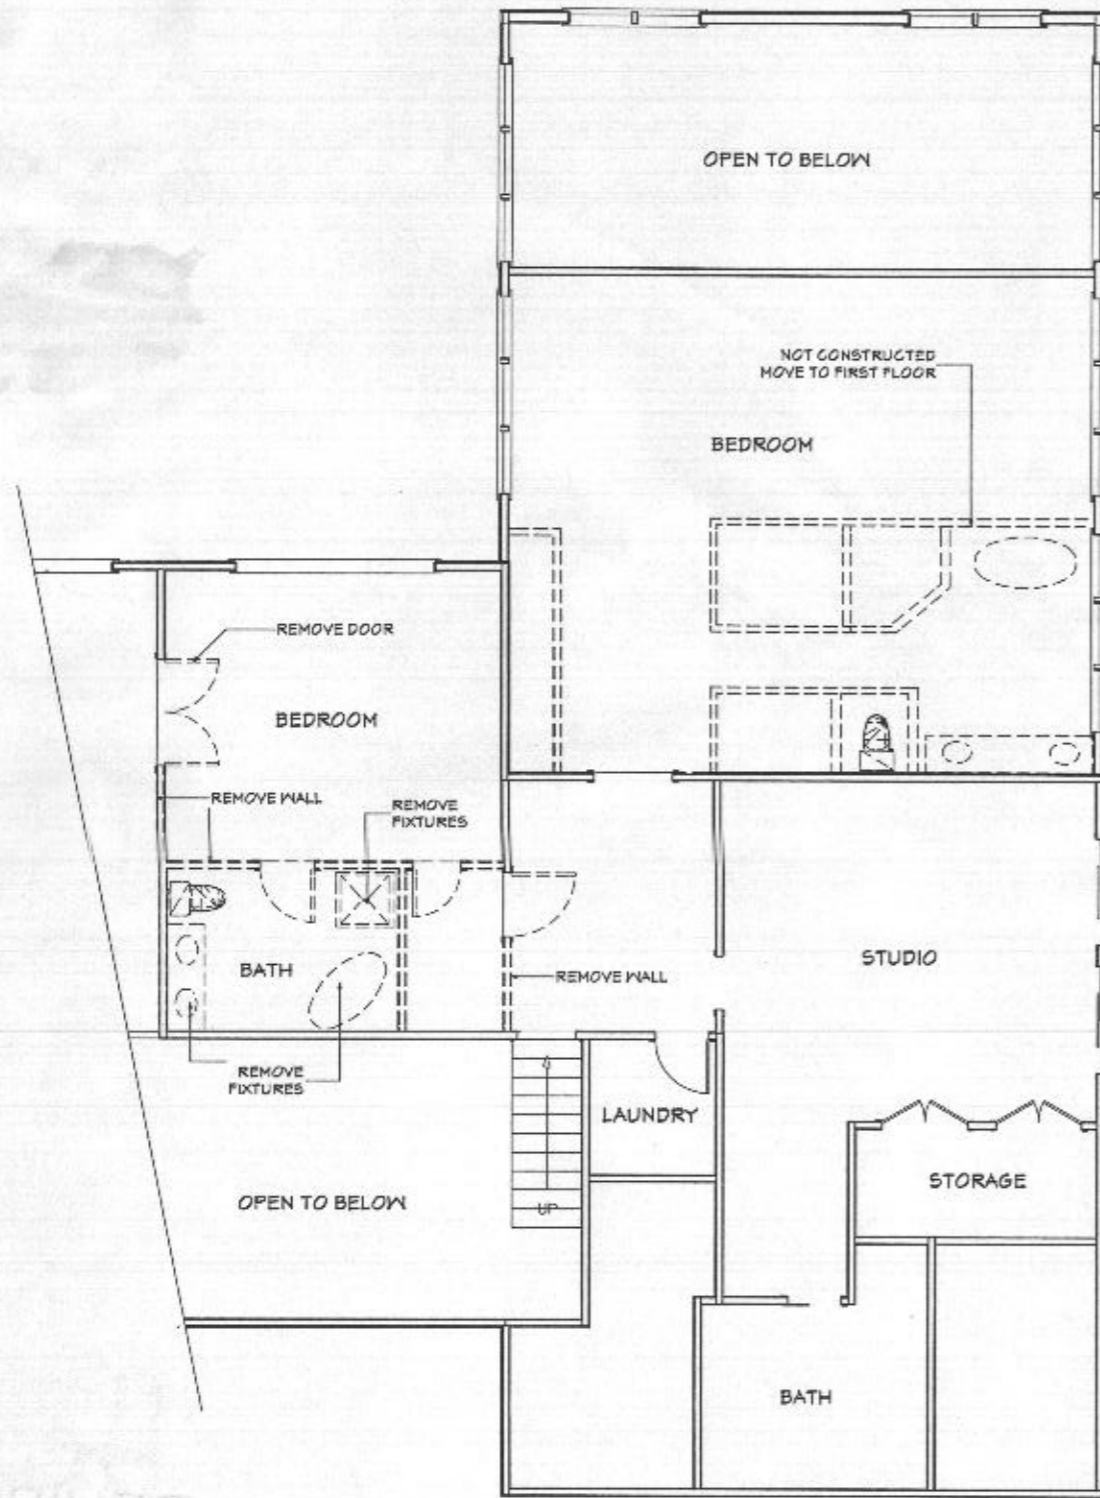 OPEN TO BELOW
NOT CONSTRUCTED
MOVE TO FIRST FLOOR
BEDROOM
REMOVE DOOR
BEDROOM
REMOVE WALL
REMOVE
FIXTURES
BATH
REMOVE WALL
STUDIO
REMOVE
FIXTURES
LAUNDRY
STORAGE
OPEN TO BELOW
UP
BATH